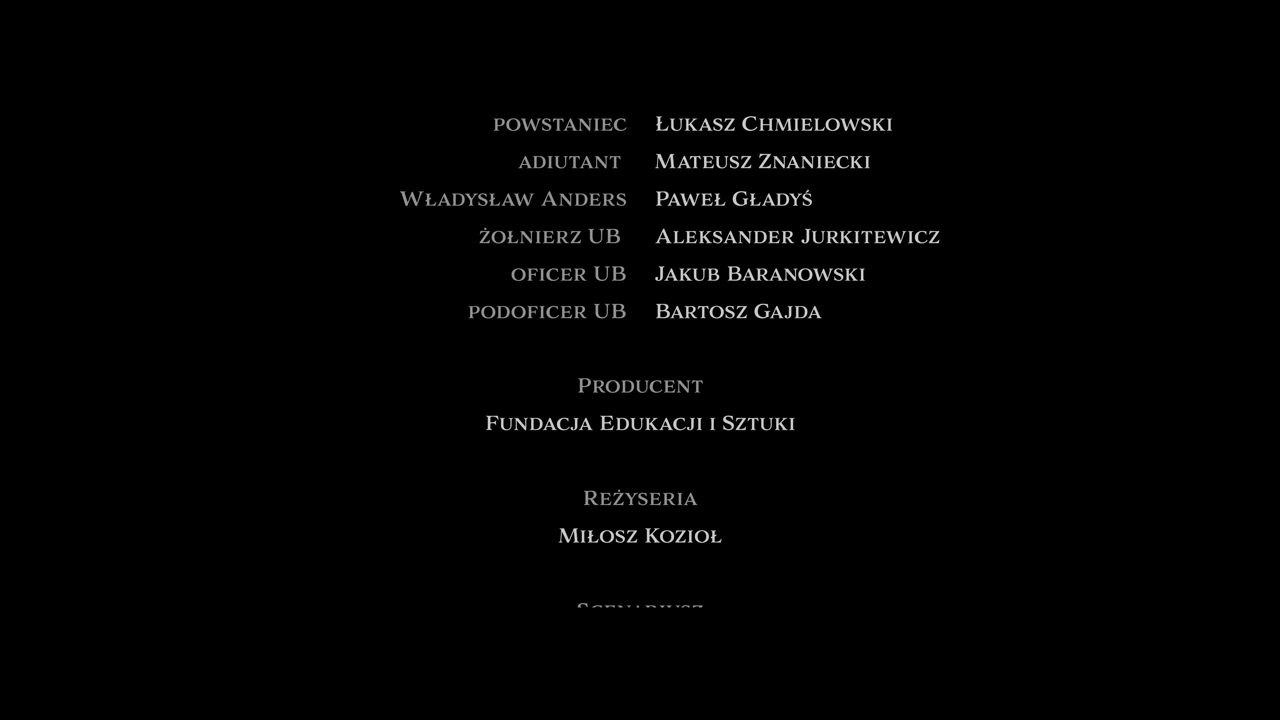 POWSTANIEC ŁUKASZ CHMIELOWSKI
ADIUTANT MATEUSZ ZNANIECKI
WŁADYSŁAW ANDERS PAWEŁ GŁADYŚ
ŻOŁNIERZ UB ALEKSANDER JURKITEWICZ
OFICER UB JAKUB BARANOWSKI
PODOFICER UB BARTOSZ GAJDA
PRODUCENT
FUNDACJA EDUKACJI I SZTUKI
REŻYSERIA
MIŁOSZ KOZIOŁ
SCENARIUSZ